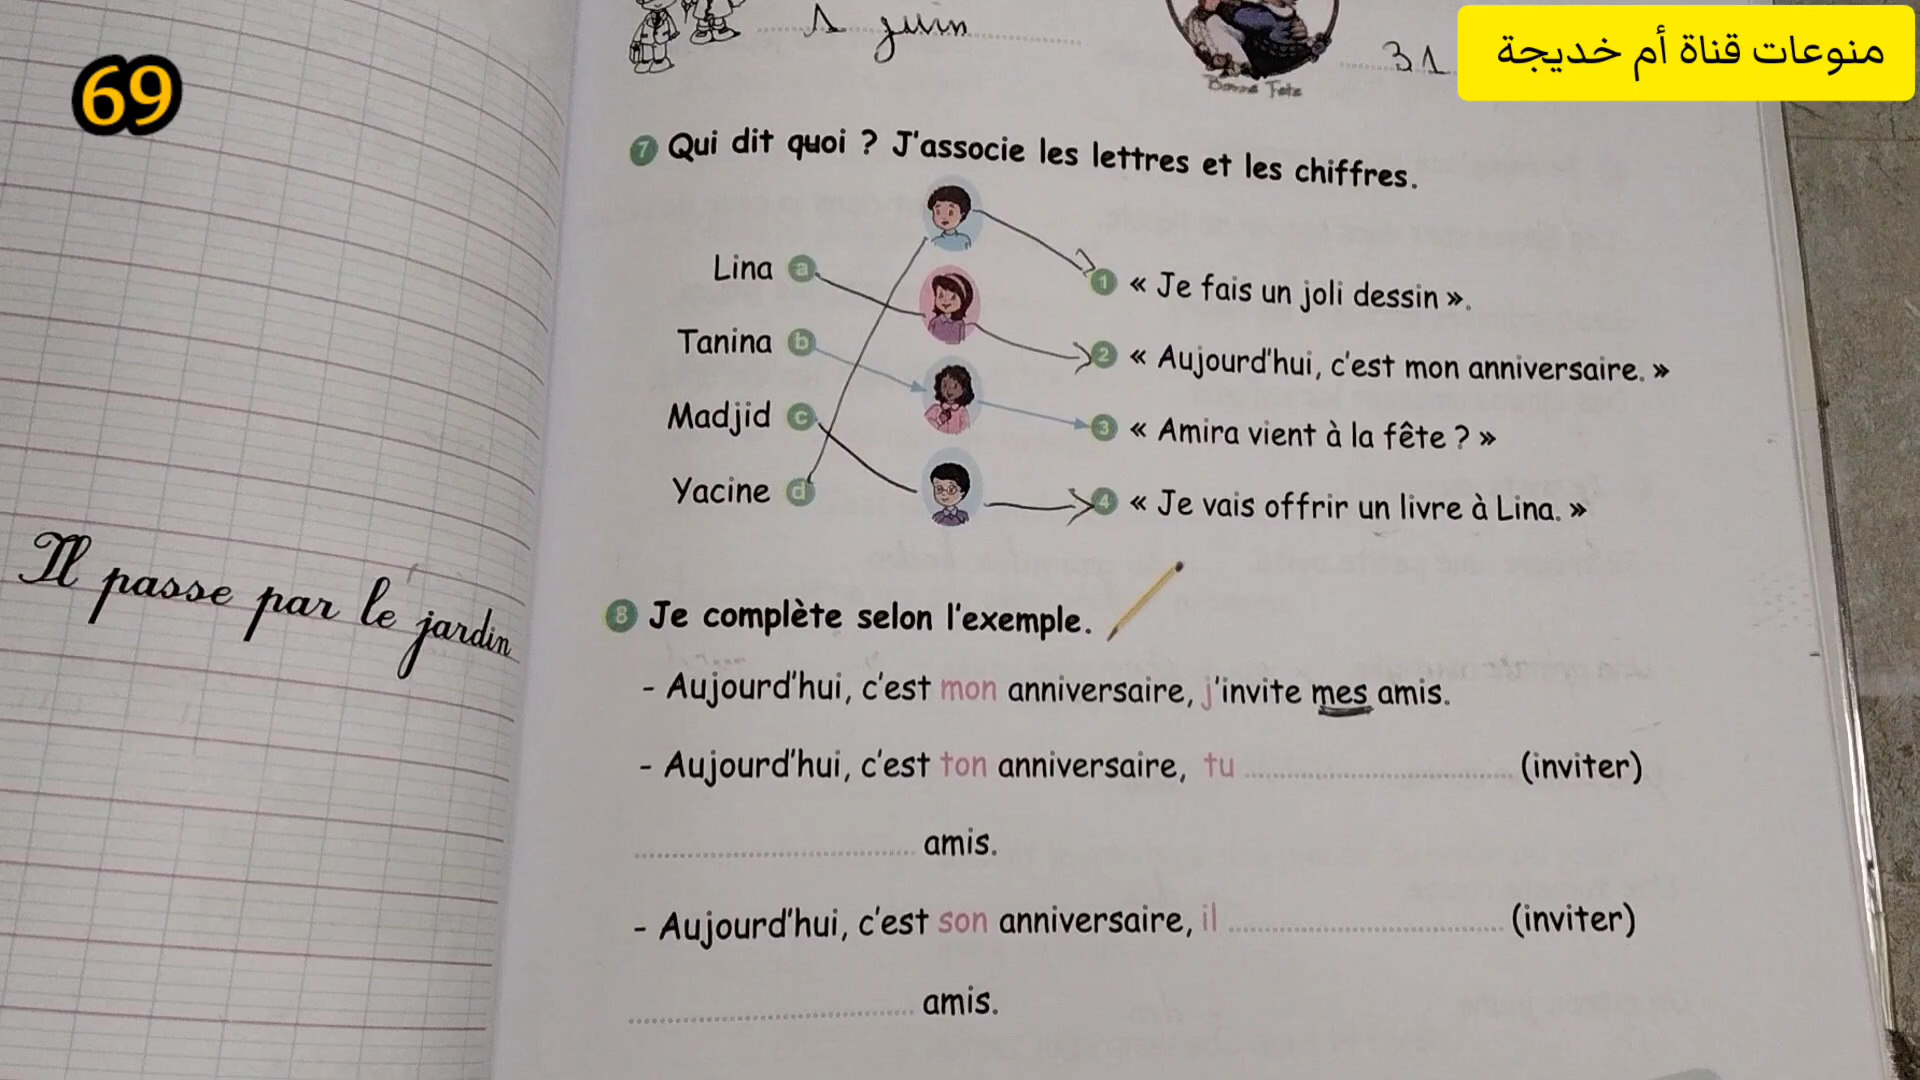 69
منوعات قناة أم خديجة
1 juin
31
Bonne Fête
7 Qui dit quoi ? J'associe les lettres et les chiffres.
Lina a
Tanina b
Madjid c
Yacine d
1 « Je fais un joli dessin ».
2 « Aujourd'hui, c'est mon anniversaire. »
3 « Amira vient à la fête ? »
4 « Je vais offrir un livre à Lina. »
Il passe par le jardin
8 Je complète selon l'exemple.
- Aujourd'hui, c'est mon anniversaire, j'invite mes amis.
- Aujourd'hui, c'est ton anniversaire, tu .................... (inviter)
.................... amis.
- Aujourd'hui, c'est son anniversaire, il .................... (inviter)
.................... amis.